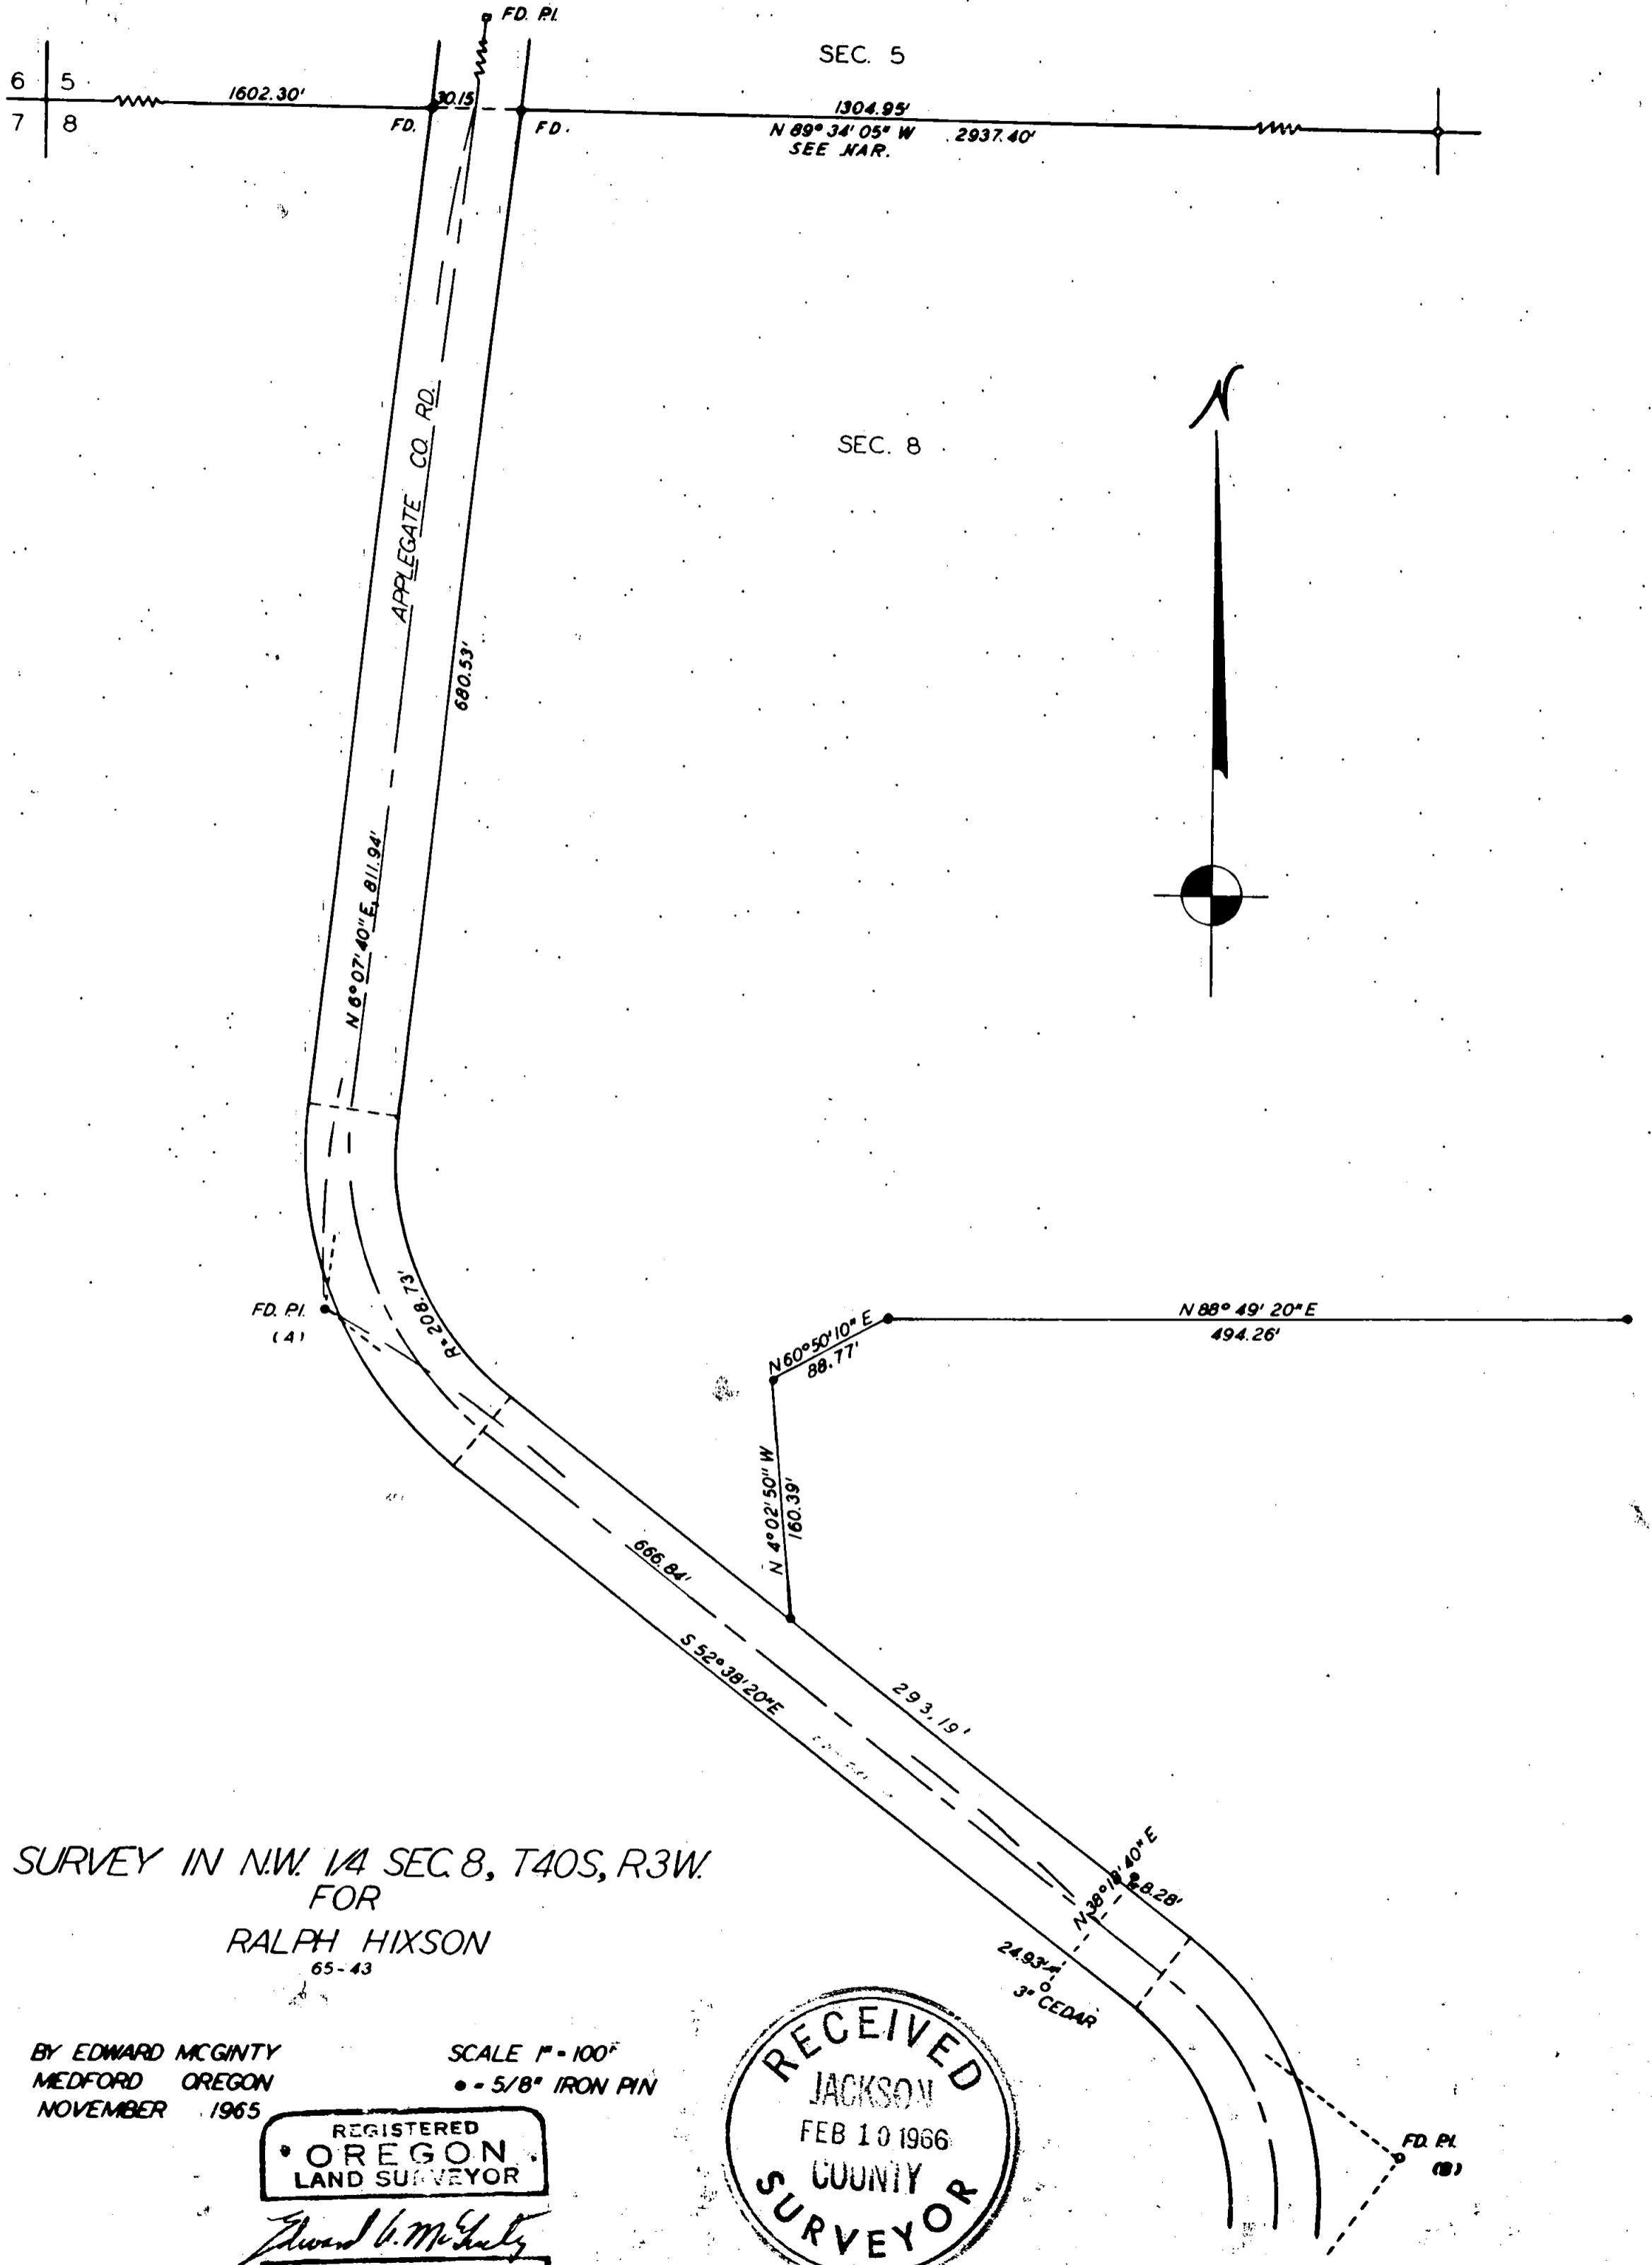 FD. P.I.
SEC. 5
6 5
7 8
1602.30'
30.15
1304.95'
FD.
FD.
N 89° 34' 05" W 2937.40'
SEE NAR.
SEC. 8
N
APPLEGATE CO. RD.
680.53'
N 6° 07' 40" E, 811.94'
FD. P.I.
(A)
R= 208.73'
N 88° 49' 20" E
494.26'
N 60° 50' 10" E
88.77'
N 4° 02' 50" W
160.39'
666.84'
S 52° 38' 20" E
293.19'
8.28'
24.93'
3" CEDAR
SURVEY IN N.W. 1/4 SEC. 8, T40S, R3W.
FOR
RALPH HIXSON
65-43
BY EDWARD MCGINTY
MEDFORD OREGON
NOVEMBER 1965
SCALE 1" = 100'
● = 5/8" IRON PIN
REGISTERED
OREGON
LAND SURVEYOR
RECEIVED
JACKSON
FEB 10 1966
COUNTY
SURVEYOR
FD. P.I.
(B)